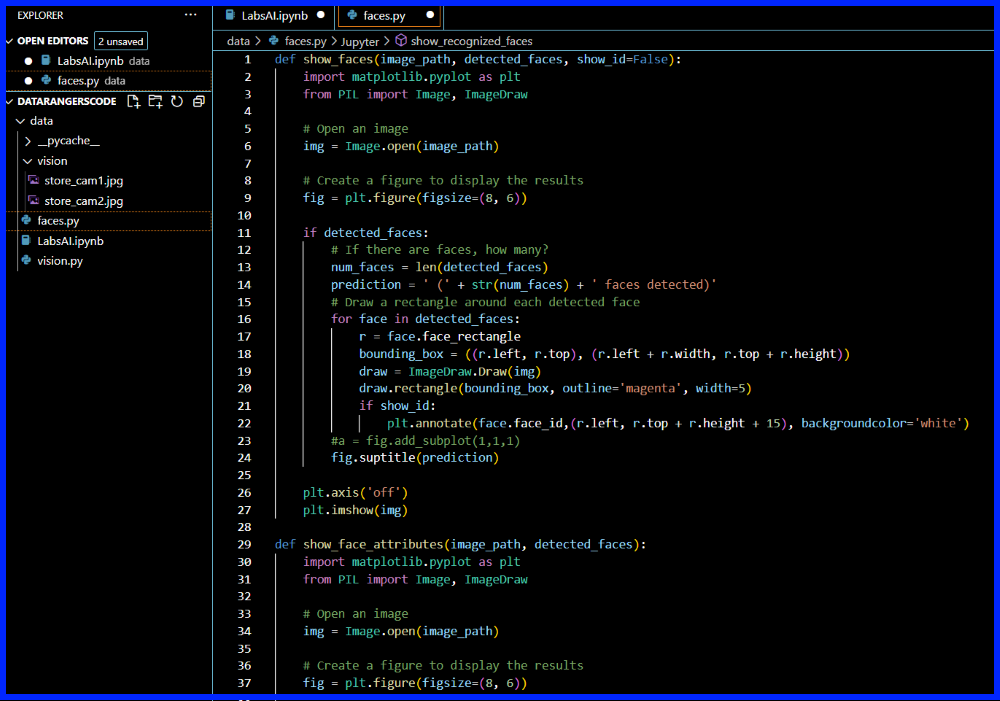 EXPLORER ···
OPEN EDITORS 2 unsaved
LabsAI.ipynb data
faces.py data
DATARANGERSCODE
data
__pycache__
vision
store_cam1.jpg
store_cam2.jpg
faces.py
LabsAI.ipynb
vision.py
LabsAI.ipynb
faces.py
data > faces.py > Jupyter > show_recognized_faces
1 def show_faces(image_path, detected_faces, show_id=False):
2 import matplotlib.pyplot as plt
3 from PIL import Image, ImageDraw
4
5 # Open an image
6 img = Image.open(image_path)
7
8 # Create a figure to display the results
9 fig = plt.figure(figsize=(8, 6))
10
11 if detected_faces:
12 # If there are faces, how many?
13 num_faces = len(detected_faces)
14 prediction = ' (' + str(num_faces) + ' faces detected)'
15 # Draw a rectangle around each detected face
16 for face in detected_faces:
17 r = face.face_rectangle
18 bounding_box = ((r.left, r.top), (r.left + r.width, r.top + r.height))
19 draw = ImageDraw.Draw(img)
20 draw.rectangle(bounding_box, outline='magenta', width=5)
21 if show_id:
22 plt.annotate(face.face_id,(r.left, r.top + r.height + 15), backgroundcolor='white')
23 #a = fig.add_subplot(1,1,1)
24 fig.suptitle(prediction)
25
26 plt.axis('off')
27 plt.imshow(img)
28
29 def show_face_attributes(image_path, detected_faces):
30 import matplotlib.pyplot as plt
31 from PIL import Image, ImageDraw
32
33 # Open an image
34 img = Image.open(image_path)
35
36 # Create a figure to display the results
37 fig = plt.figure(figsize=(8, 6))